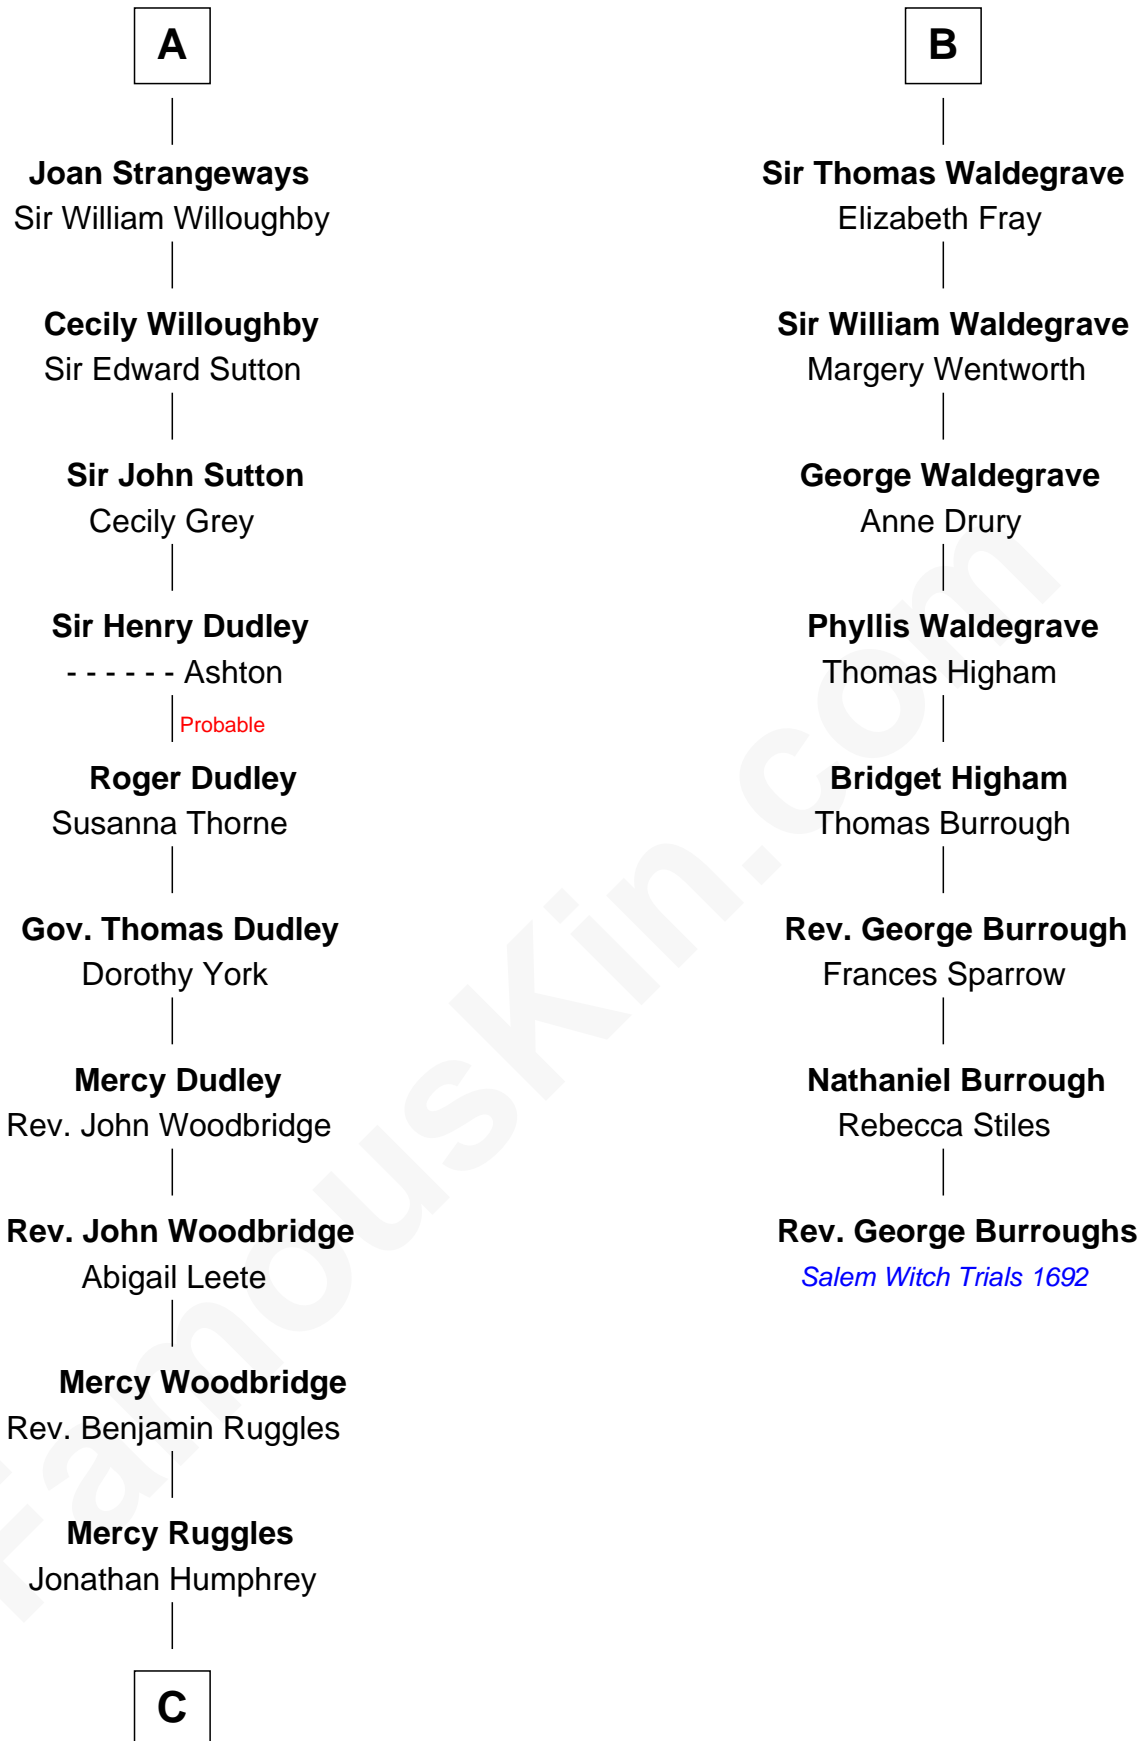 A
Joan Strangeways
Sir William Willoughby
Cecily Willoughby
Sir Edward Sutton
Sir John Sutton
Cecily Grey
Sir Henry Dudley
- - - - - - Ashton
Probable
Roger Dudley
Susanna Thorne
Gov. Thomas Dudley
Dorothy York
Mercy Dudley
Rev. John Woodbridge
Rev. John Woodbridge
Abigail Leete
Mercy Woodbridge
Rev. Benjamin Ruggles
Mercy Ruggles
Jonathan Humphrey
C
B
Sir Thomas Waldegrave
Elizabeth Fray
Sir William Waldegrave
Margery Wentworth
George Waldegrave
Anne Drury
Phyllis Waldegrave
Thomas Higham
Bridget Higham
Thomas Burrough
Rev. George Burrough
Frances Sparrow
Nathaniel Burrough
Rebecca Stiles
Rev. George Burroughs
Salem Witch Trials 1692
FamousKin.com